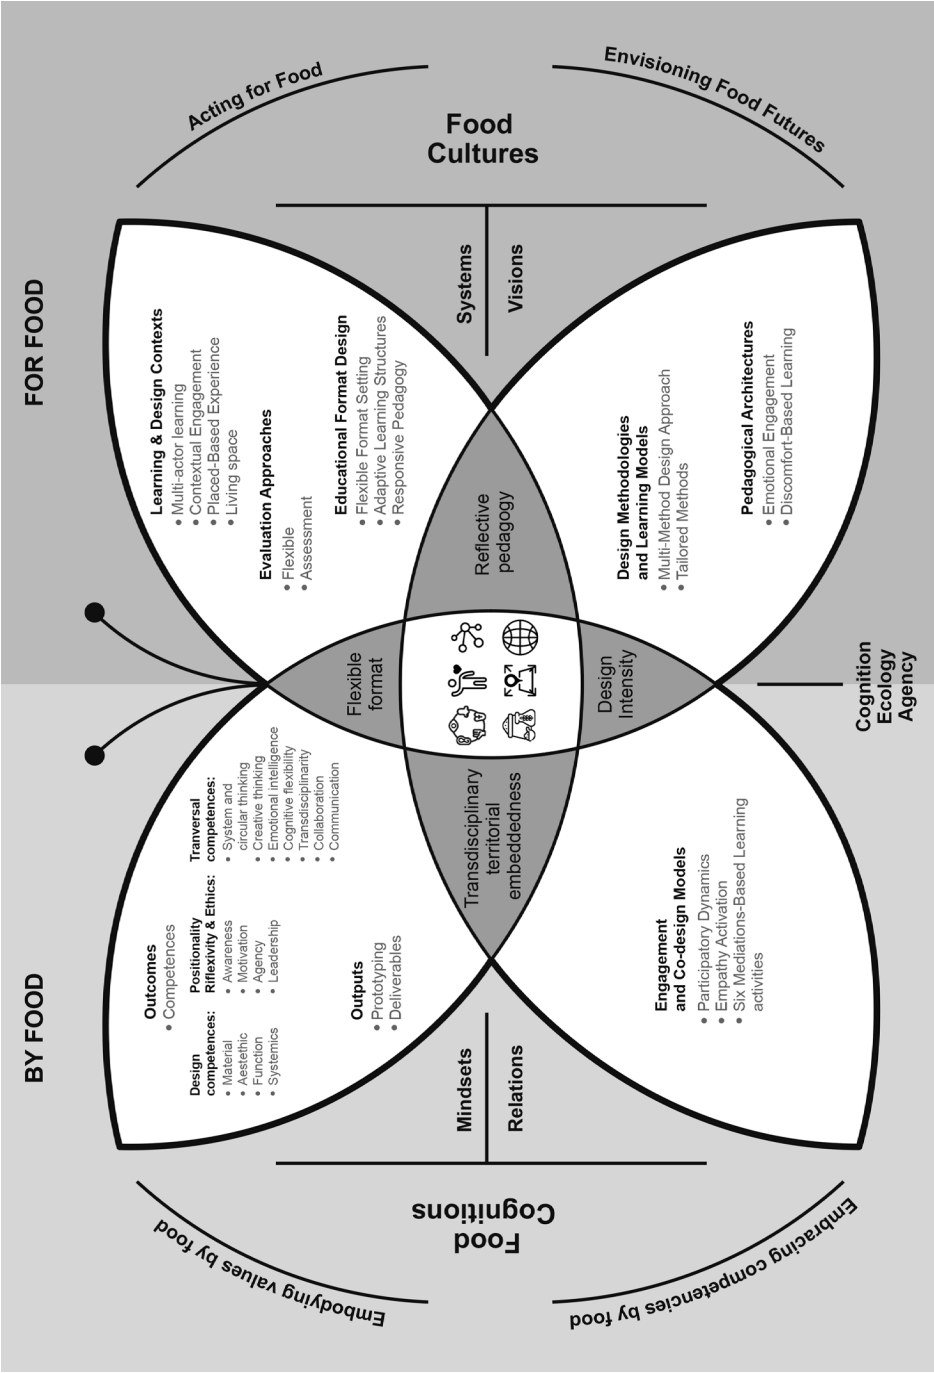 BY FOOD
FOR FOOD
Embodying values by food
Acting for Food
Outcomes
• Competences
Design
competences:
• Material
• Aestethic
• Function
• Systemics
Positionality
Riflexivity & Ethics:
• Awareness
• Motivation
• Agency
• Leadership
Tranversal
competences:
• System and
circular thinking
• Creative thinking
• Emotional intelligence
• Cognitive flexibility
• Transdisciplinarity
• Collaboration
• Communication
Outputs
• Prototyping
• Deliverables
Learning & Design Contexts
• Multi-actor learning
• Contextual Engagement
• Placed-Based Experience
• Living space
Evaluation Approaches
• Flexible
• Assessment
Educational Format Design
• Flexible Format Setting
• Adaptive Learning Structures
• Responsive Pedagogy
Flexible
format
Food
Cognitions
Mindsets
Relations
Transdisciplinary
territorial
embeddedness
Reflective
pedagogy
Systems
Visions
Food
Cultures
Design
Intensity
Engagement
and Co-design Models
• Participatory Dynamics
• Empathy Activation
• Six Mediations-Based Learning
activities
Design Methodologies
and Learning Models
• Multi-Method Design Approach
• Tailored Methods
Pedagogical Architectures
• Emotional Engagement
• Discomfort-Based Learning
Embracing competencies by food
Envisioning Food Futures
Cognition
Ecology
Agency